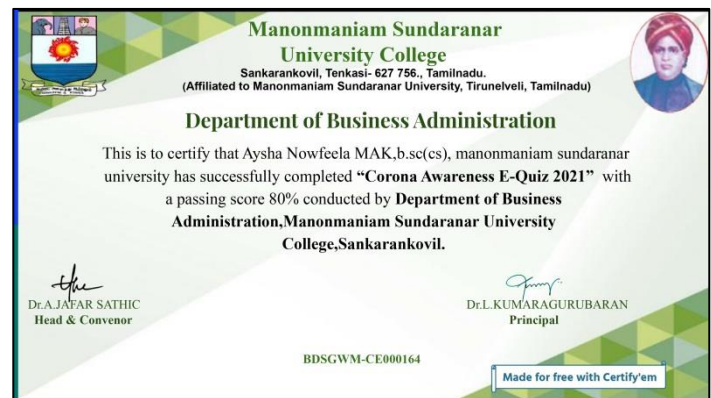 Manonmaniam Sundaranar
University College
Sankarankovil, Tenkasi- 627 756., Tamilnadu.
(Affiliated to Manonmaniam Sundaranar University, Tirunelveli, Tamilnadu)
Department of Business Administration
This is to certify that Aysha Nowfeela MAK,b.sc(cs), manonmaniam sundaranar
university has successfully completed “Corona Awareness E-Quiz 2021” with
a passing score 80% conducted by Department of Business
Administration,Manonmaniam Sundaranar University
College,Sankarankovil.
Dr.A.JAFAR SATHIC
Head & Convenor
Dr.L.KUMARAGURUBARAN
Principal
BDSGWM-CE000164
Made for free with Certify'em